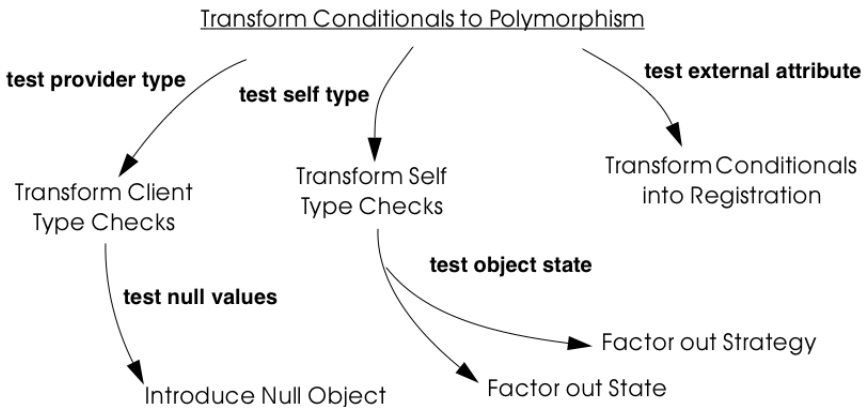 Transform Conditionals to Polymorphism
test provider type
test self type
test external attribute
Transform Client
Type Checks
Transform Self
Type Checks
Transform Conditionals
into Registration
test null values
test object state
Introduce Null Object
Factor out State
Factor out Strategy